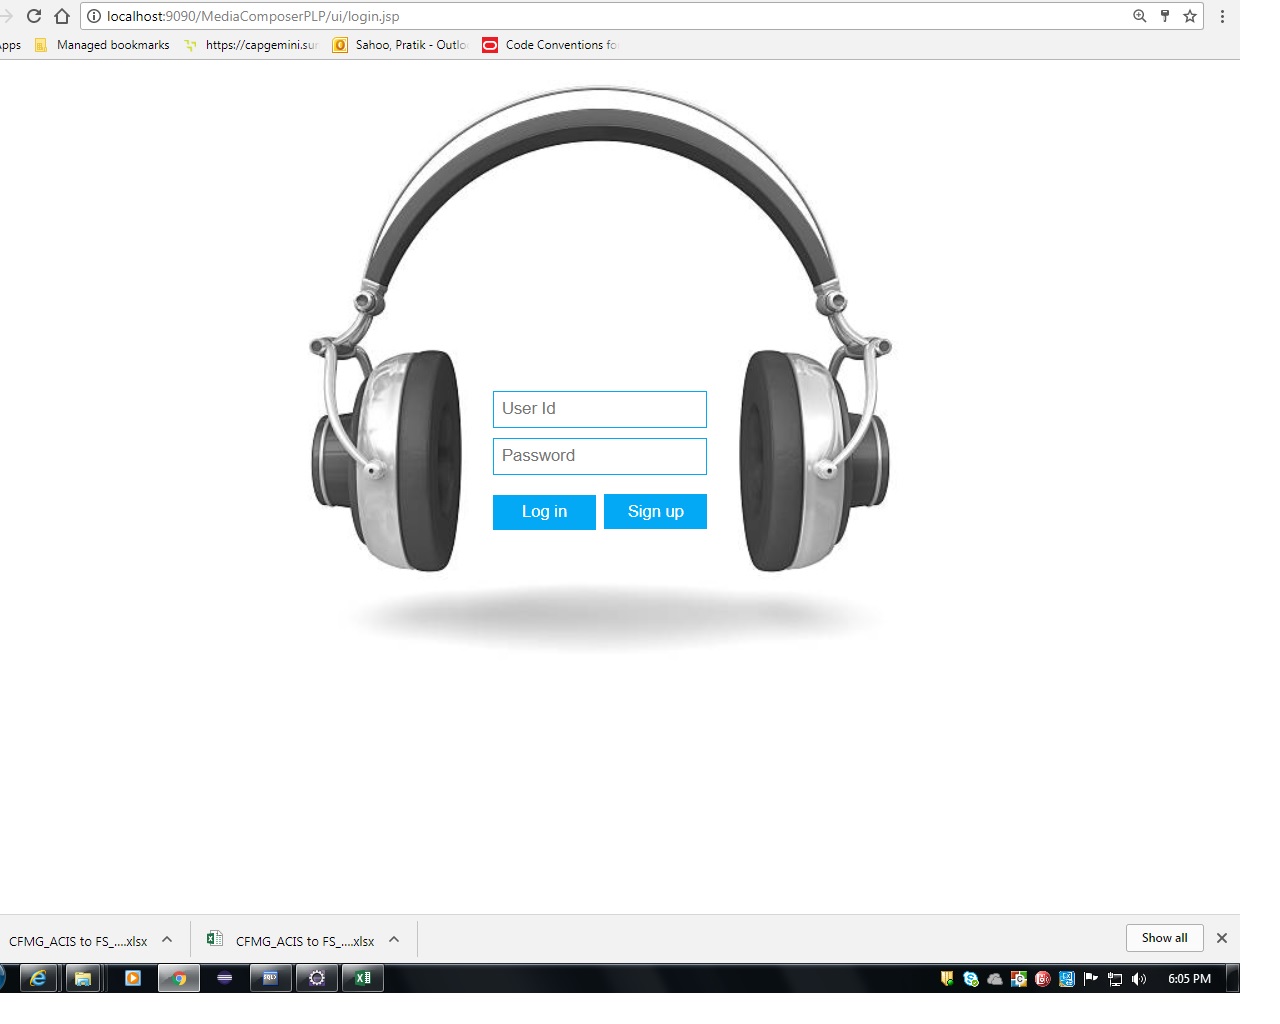 localhost:9090/MediaComposerPLP/ui/login.jsp
pps Managed bookmarks https://capgemini.sur Sahoo, Pratik - Outlo Code Conventions fo
User Id
Password
Log in Sign up
CFMG_ACIS to FS_....xlsx CFMG_ACIS to FS_....xlsx Show all
6:05 PM